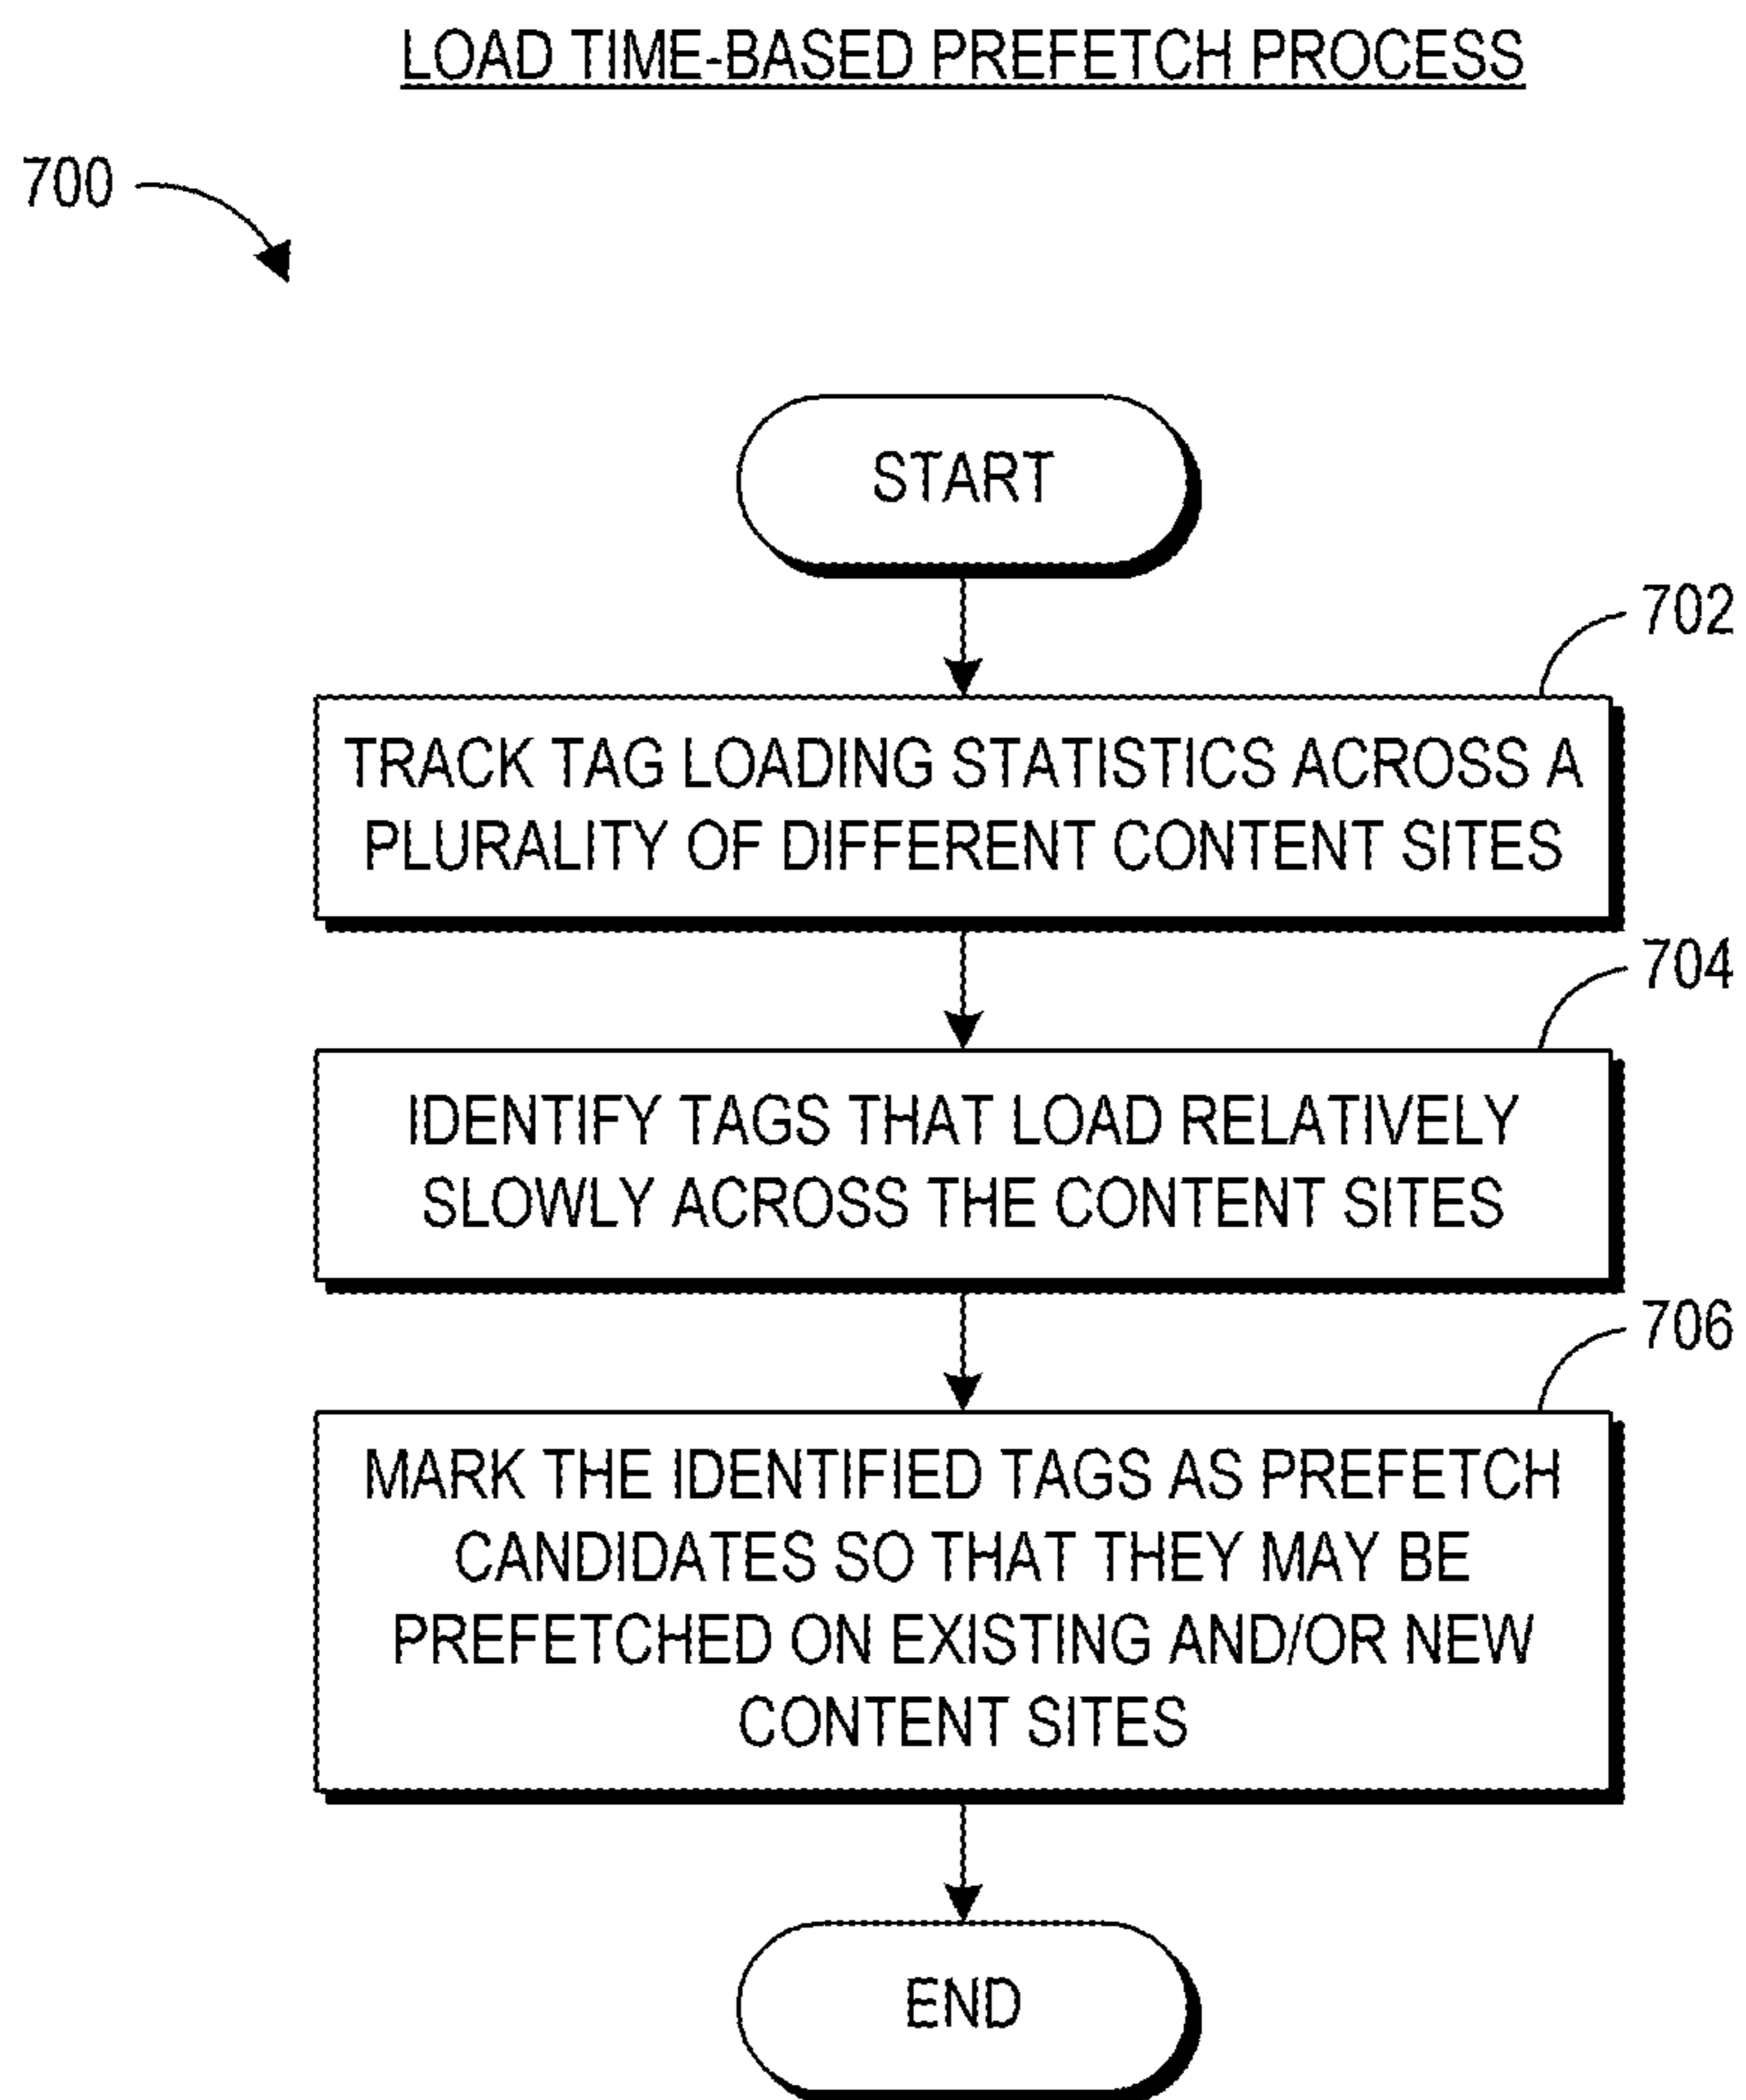 LOAD TIME-BASED PREFETCH PROCESS
700
START
702
TRACK TAG LOADING STATISTICS ACROSS A
PLURALITY OF DIFFERENT CONTENT SITES
704
IDENTIFY TAGS THAT LOAD RELATIVELY
SLOWLY ACROSS THE CONTENT SITES
706
MARK THE IDENTIFIED TAGS AS PREFETCH
CANDIDATES SO THAT THEY MAY BE
PREFETCHED ON EXISTING AND/OR NEW
CONTENT SITES
END